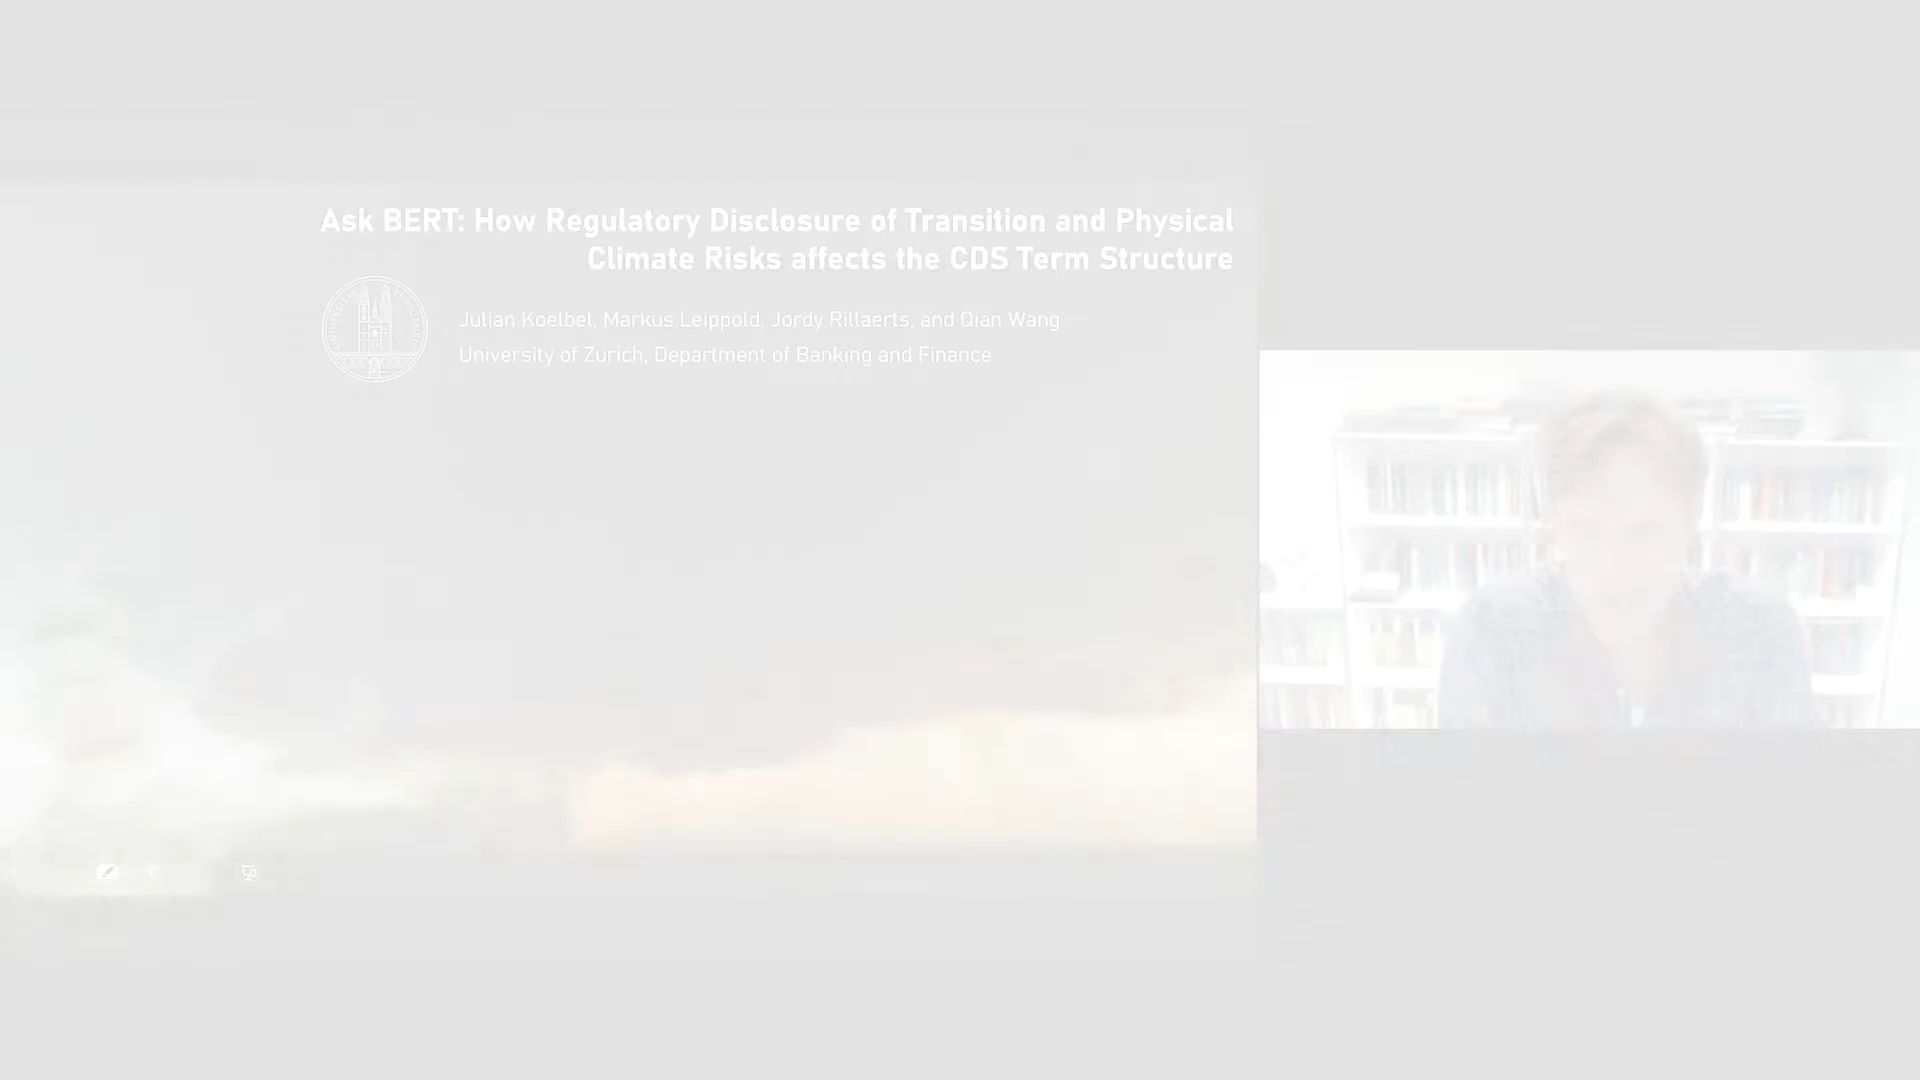 Ask BERT: How Regulatory Disclosure of Transition and Physical
Climate Risks affects the CDS Term Structure
Julian Koelbel, Markus Leippold, Jordy Rillaerts, and Qian Wang
University of Zurich, Department of Banking and Finance